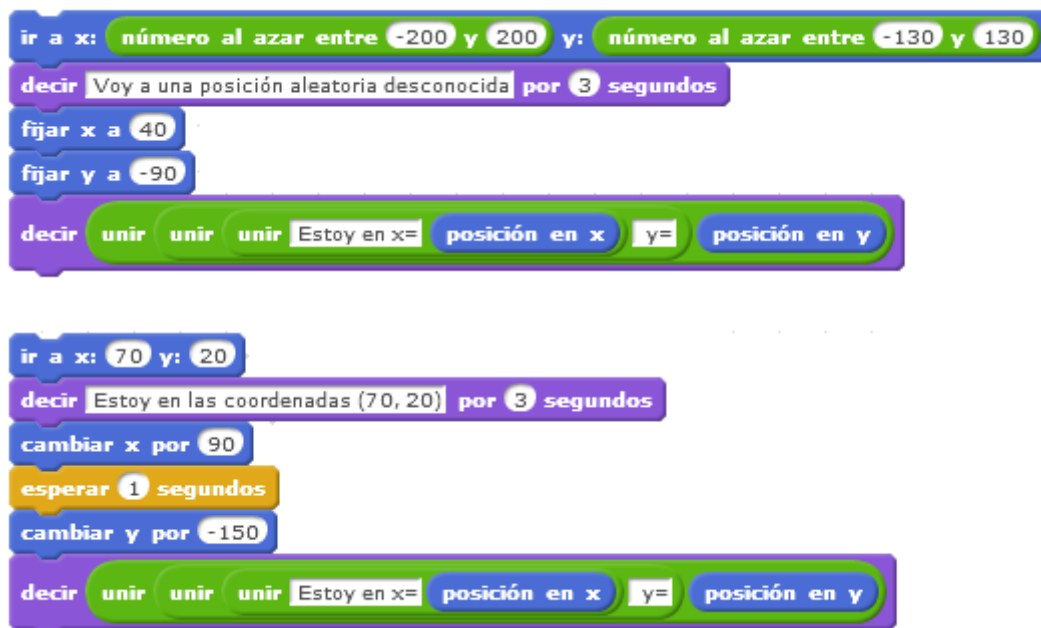 ir a x: número al azar entre -200 y 200 y: número al azar entre -130 y 130
decir Voy a una posición aleatoria desconocida por 3 segundos
fijar x a 40
fijar y a -90
decir unir unir unir Estoy en x= posición en x y= posición en y
ir a x: 70 y: 20
decir Estoy en las coordenadas (70, 20) por 3 segundos
cambiar x por 90
esperar 1 segundos
cambiar y por -150
decir unir unir unir Estoy en x= posición en x y= posición en y